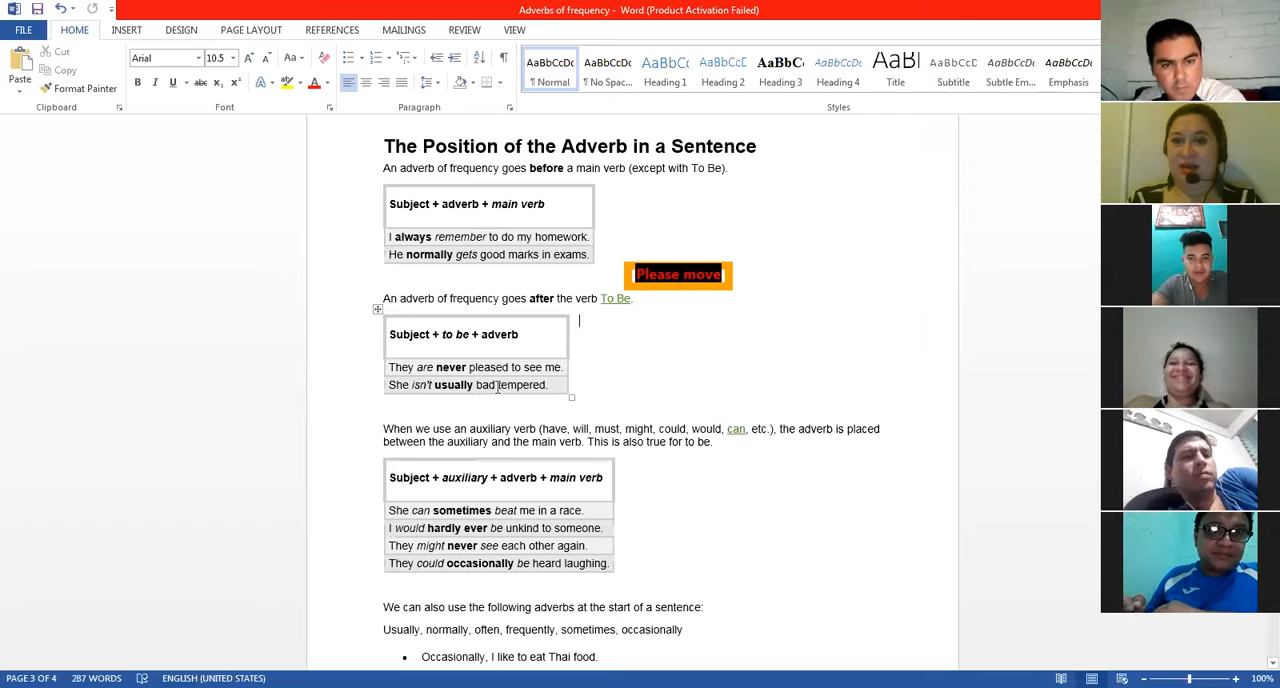 Adverbs of frequency - Word (Product Activation Failed)
FILE HOME INSERT DESIGN PAGE LAYOUT REFERENCES MAILINGS REVIEW VIEW
Paste
Cut
Copy
Format Painter
Clipboard
Arial 10.5
Font
Paragraph
AaBbCcDc AaBbCcDc AaBbCc AaBbCc AaBbC AaBbCcDc AaBl AaBbCcDc AaBbCcDc AaBbCcDc
¶ Normal ¶ No Spac... Heading 1 Heading 2 Heading 3 Heading 4 Title Subtitle Subtle Em... Emphasis
Styles
The Position of the Adverb in a Sentence
An adverb of frequency goes before a main verb (except with To Be).
Subject + adverb + main verb
I always remember to do my homework.
He normally gets good marks in exams.
Please move
An adverb of frequency goes after the verb To Be.
Subject + to be + adverb
They are never pleased to see me.
She isn't usually bad tempered.
When we use an auxiliary verb (have, will, must, might, could, would, can, etc.), the adverb is placed
between the auxiliary and the main verb. This is also true for to be.
Subject + auxiliary + adverb + main verb
She can sometimes beat me in a race.
I would hardly ever be unkind to someone.
They might never see each other again.
They could occasionally be heard laughing.
We can also use the following adverbs at the start of a sentence:
Usually, normally, often, frequently, sometimes, occasionally
• Occasionally, I like to eat Thai food.
PAGE 3 OF 4 287 WORDS ENGLISH (UNITED STATES) 100%